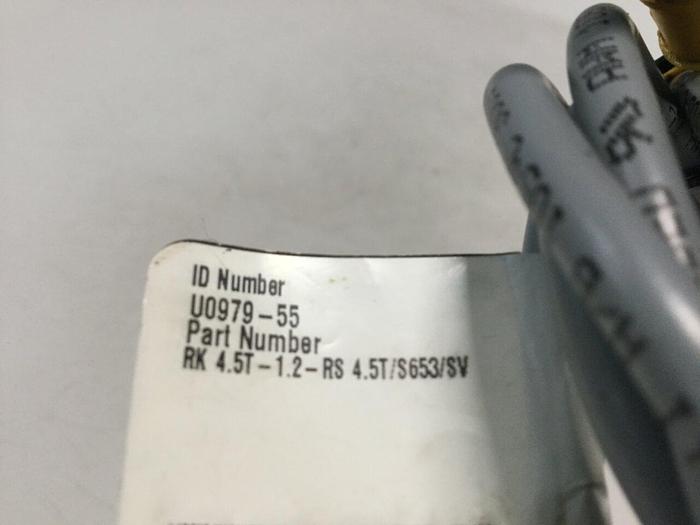 ID Number
U0979-55
Part Number
RK 4.5T-1.2-RS 4.5T/S653/SV